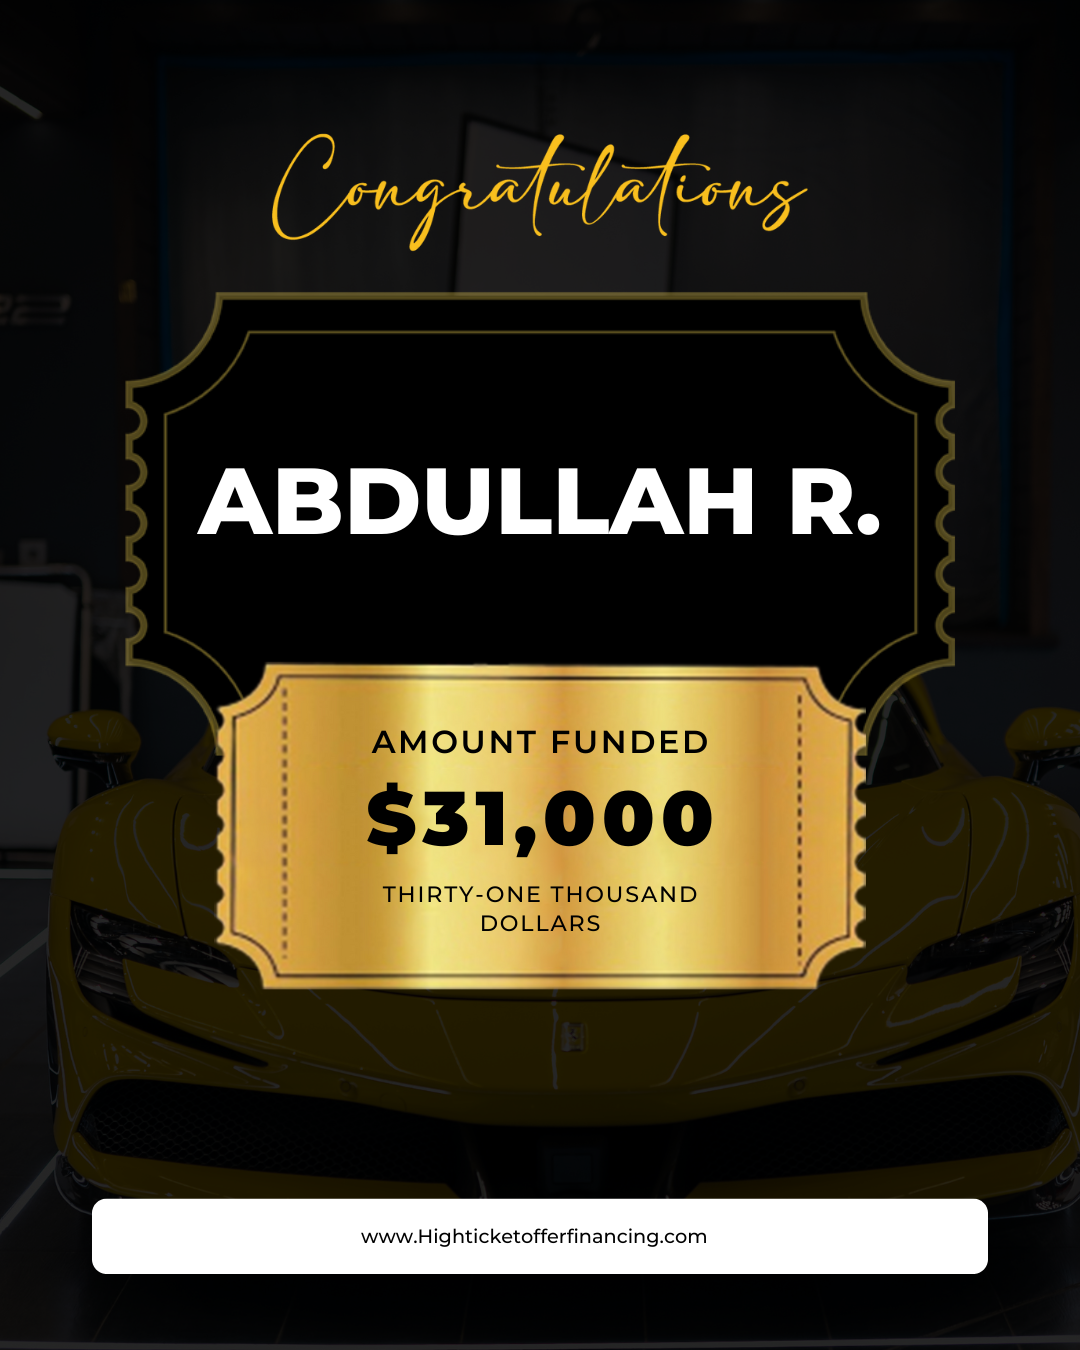 Congratulations
ABDULLAH R.
AMOUNT FUNDED
$31,000
THIRTY-ONE THOUSAND
DOLLARS
www.Highticketofferfinancing.com